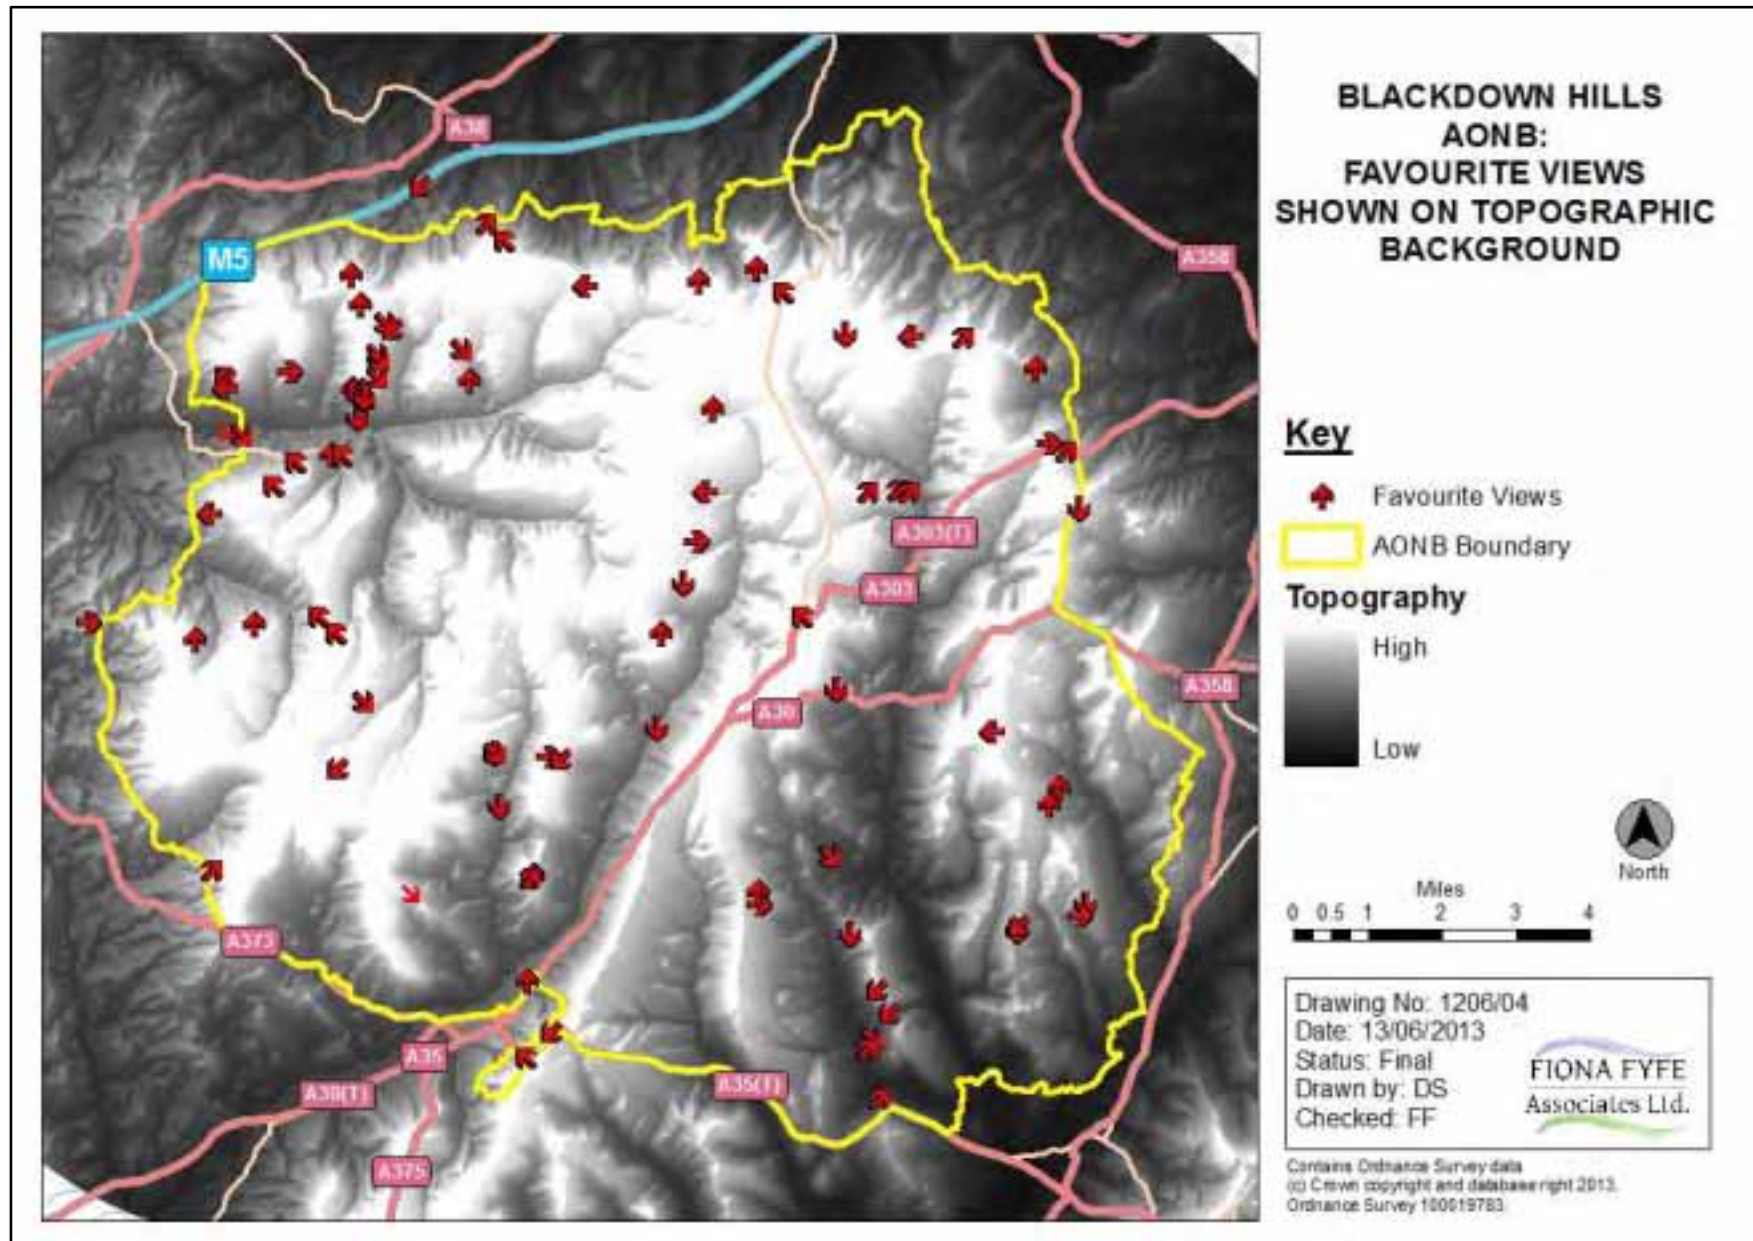 BLACKDOWN HILLS
AONB:
FAVOURITE VIEWS
SHOWN ON TOPOGRAPHIC
BACKGROUND
A38
M5
A358
A303(T)
A303
A30
A358
A373
A35
A30(T)
A35(T)
A375
Key
Favourite Views
AONB Boundary
Topography
High
Low
North
Miles
0 0.5 1 2 3 4
Drawing No: 1206/04
Date: 13/06/2013
Status: Final
Drawn by: DS
Checked: FF
FIONA FYFE
Associates Ltd.
Contains Ordnance Survey data
(c) Crown copyright and database right 2013.
Ordnance Survey 100019783.